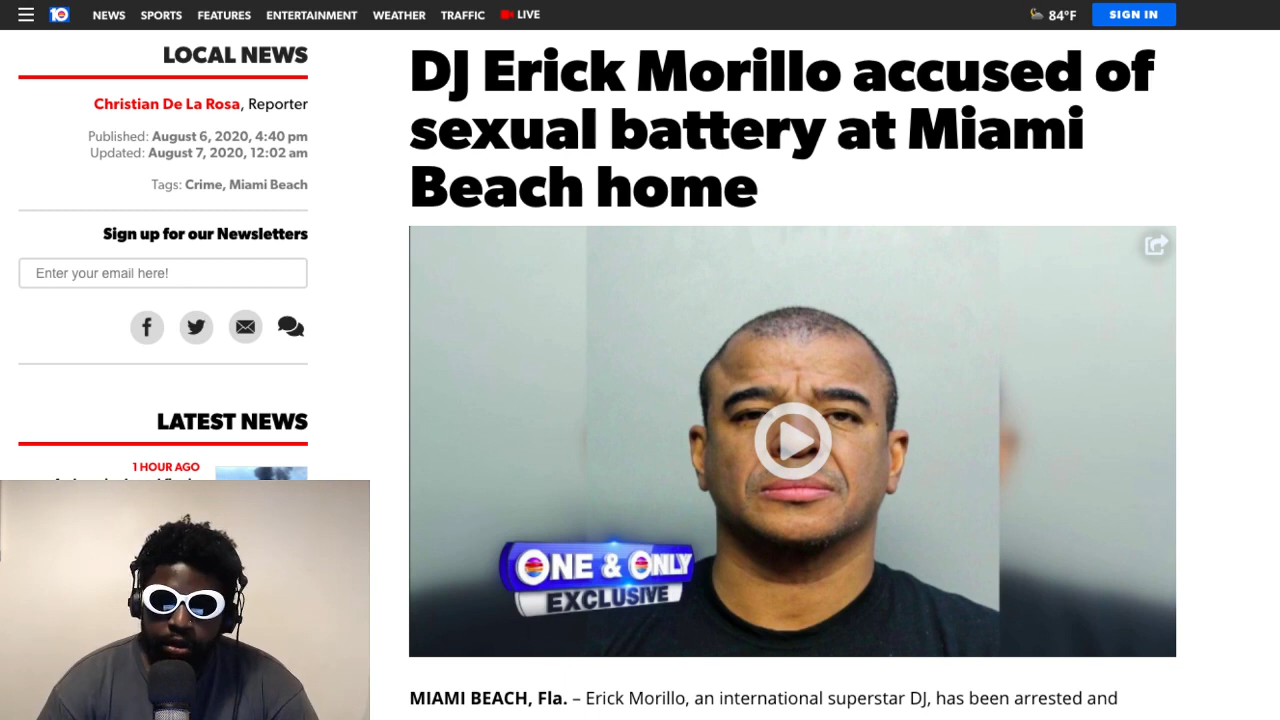 10 NEWS SPORTS FEATURES ENTERTAINMENT WEATHER TRAFFIC LIVE 84°F SIGN IN
LOCAL NEWS
Christian De La Rosa, Reporter
Published: August 6, 2020, 4:40 pm
Updated: August 7, 2020, 12:02 am
Tags: Crime, Miami Beach
Sign up for our Newsletters
Enter your email here!
LATEST NEWS
1 HOUR AGO
DJ Erick Morillo accused of
sexual battery at Miami
Beach home
ONE & ONLY
EXCLUSIVE
MIAMI BEACH, Fla. – Erick Morillo, an international superstar DJ, has been arrested and